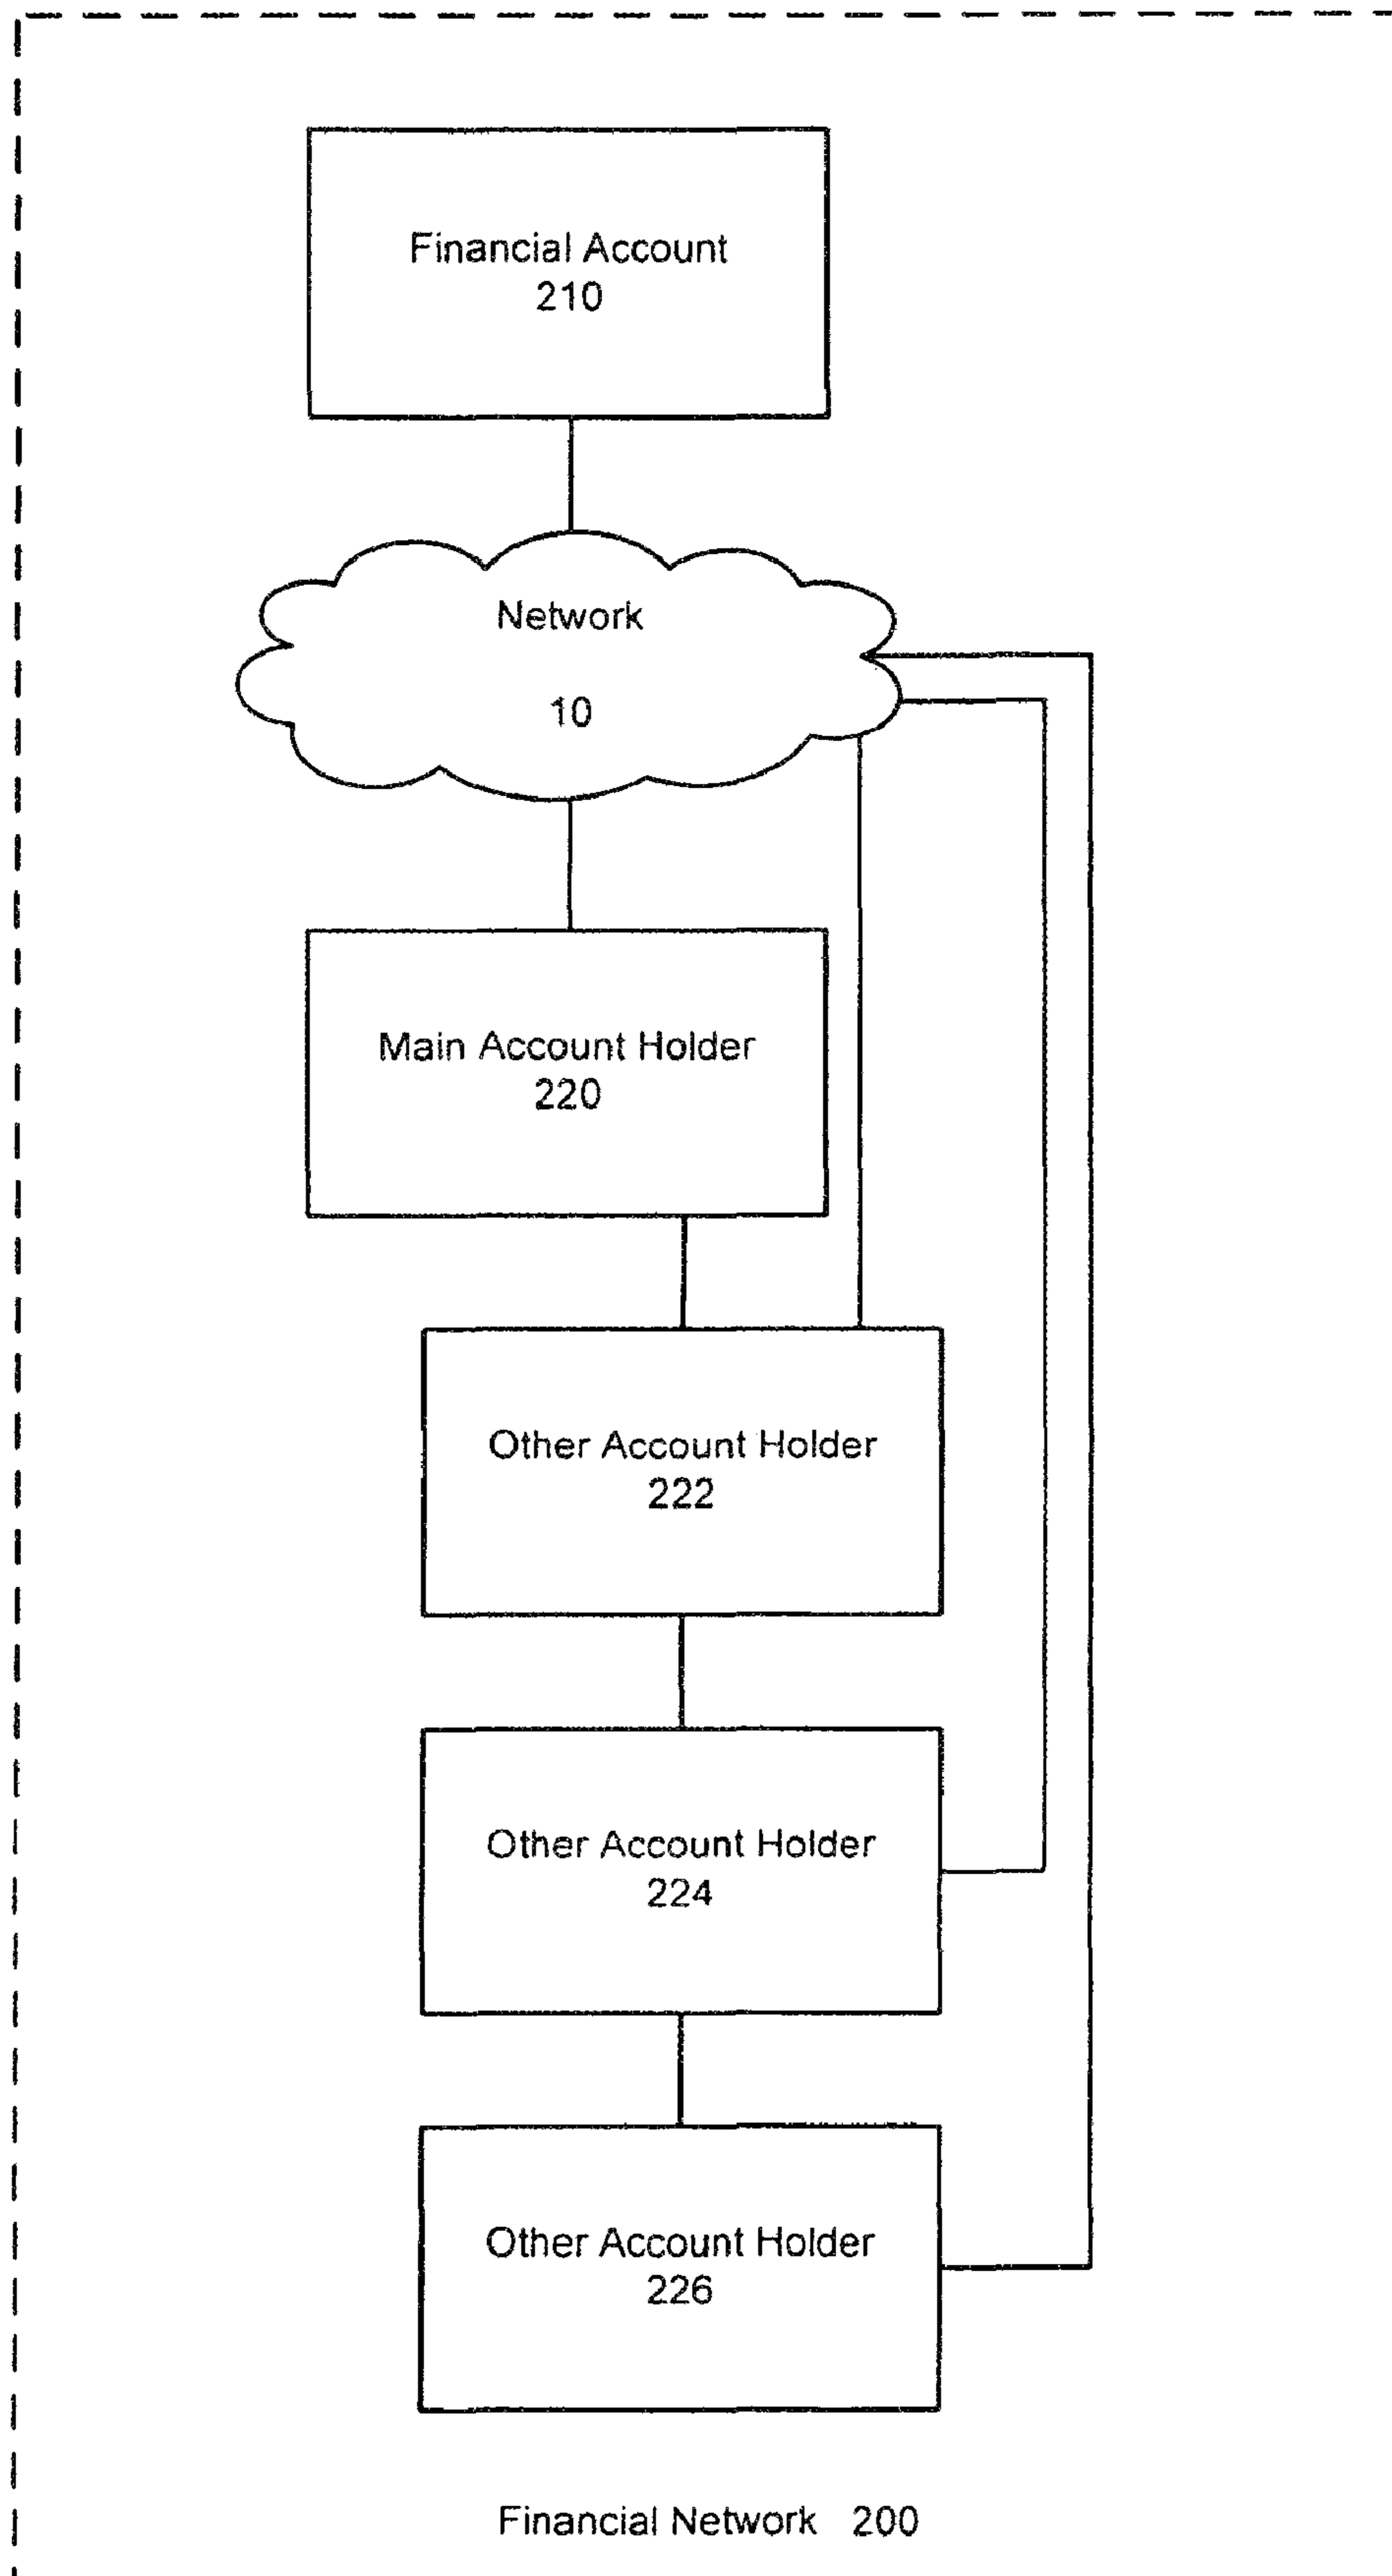 Financial Account
210
Network
10
Main Account Holder
220
Other Account Holder
222
Other Account Holder
224
Other Account Holder
226
Financial Network 200